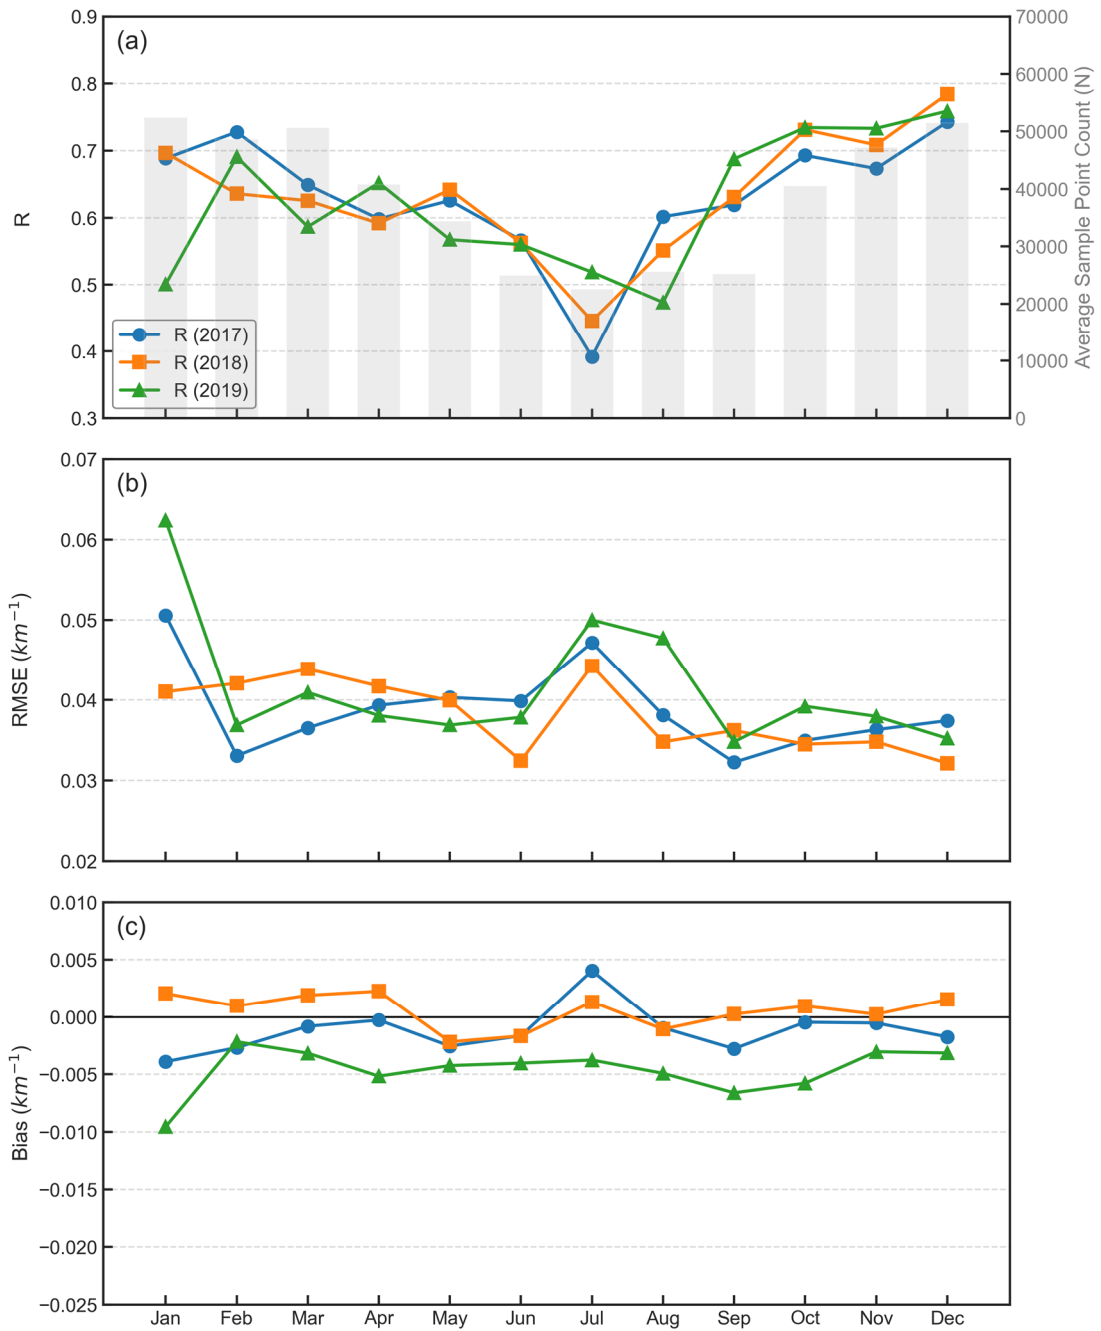 (a)
0.9
0.8
0.7
0.6
0.5
0.4
0.3
R
70000
60000
50000
40000
30000
20000
10000
0
Average Sample Point Count (N)
R (2017)
R (2018)
R (2019)
(b)
0.07
0.06
0.05
0.04
0.03
0.02
RMSE (km⁻¹)
(c)
0.010
0.005
0.000
−0.005
−0.010
−0.015
−0.020
−0.025
Bias (km⁻¹)
Jan Feb Mar Apr May Jun Jul Aug Sep Oct Nov Dec